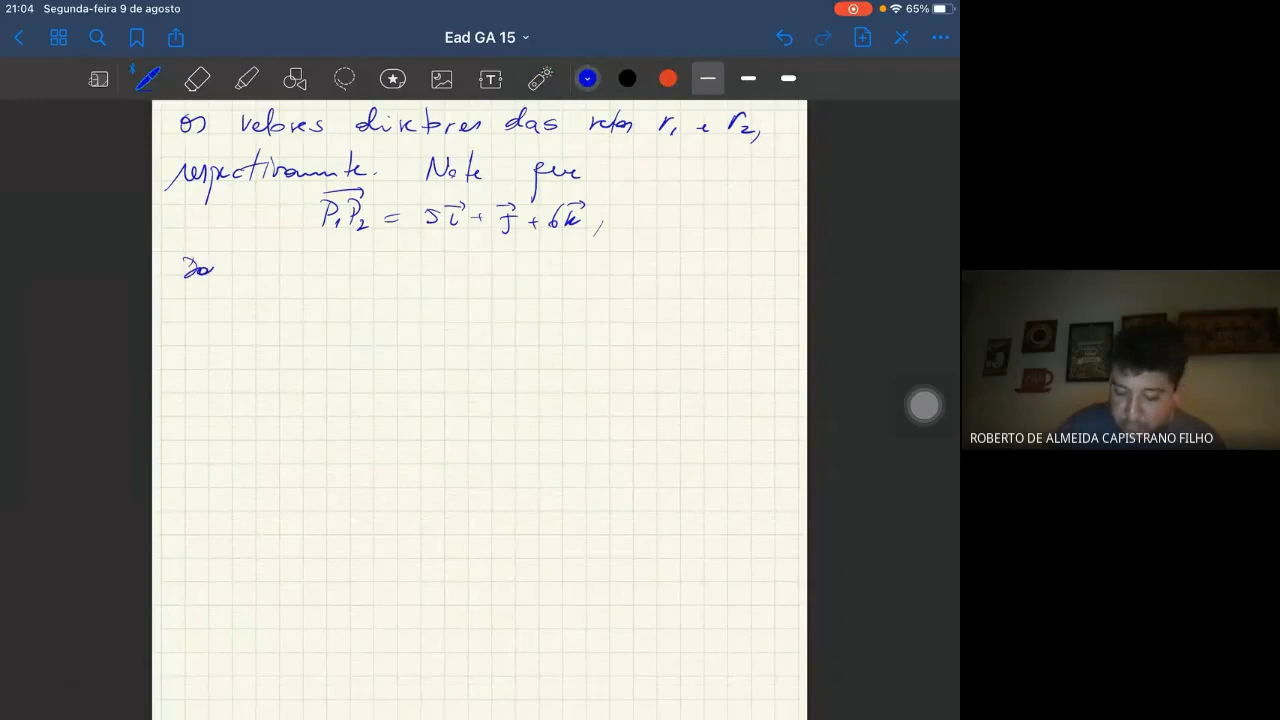 21:04 Segunda-feira 9 de agosto
65%
Ead GA 15
os vetores diretores das retas r₁ e r₂,
respectivamente. Note que
P₁P₂ = 5i + j + 6k,
ROBERTO DE ALMEIDA CAPISTRANO FILHO